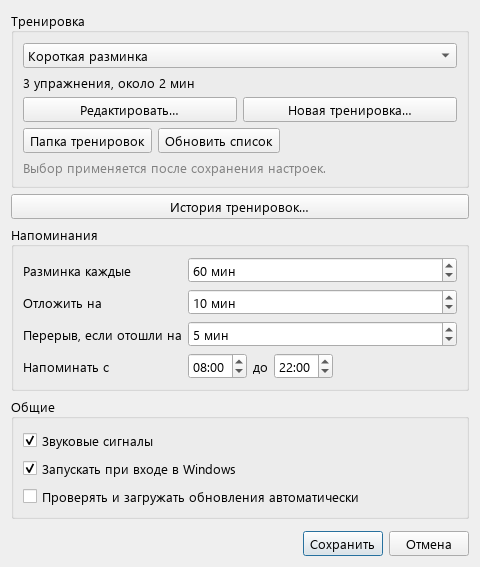 Тренировка
Короткая разминка
3 упражнения, около 2 мин
Редактировать... Новая тренировка...
Папка тренировок Обновить список
Выбор применяется после сохранения настроек.
История тренировок...
Напоминания
Разминка каждые 60 мин
Отложить на 10 мин
Перерыв, если отошли на 5 мин
Напоминать с 08:00 до 22:00
Общие
Звуковые сигналы
Запускать при входе в Windows
Проверять и загружать обновления автоматически
Сохранить Отмена